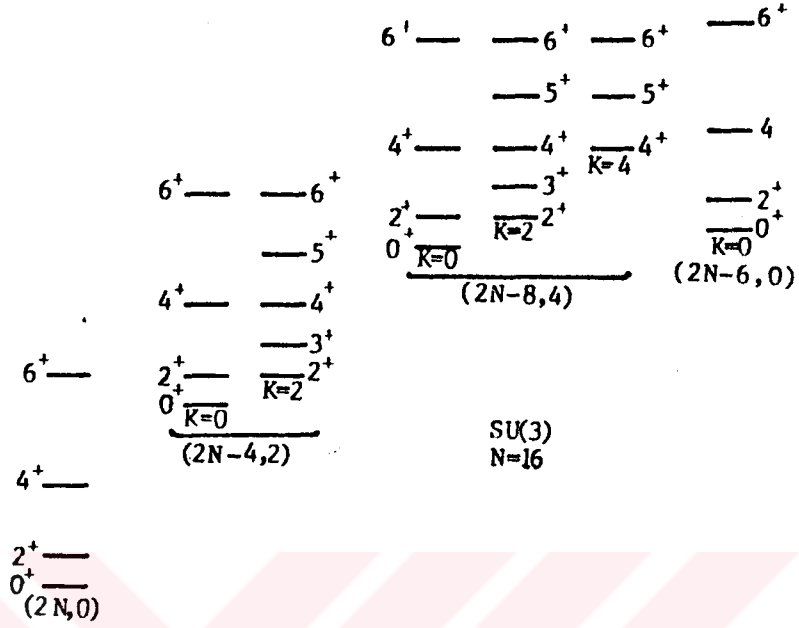 6+ 6+ 6+ 6+
5+ 5+
4+ 4+ 4+ 4
K=4
3+
2+ K=2 2+ 2+
0+ K=0 0+ K=0
(2N-8,4) (2N-6,0)
6+ 6+
5+
4+ 4+
3+
2+ K=2 2+
0+ K=0
(2N-4,2)
SU(3)
N=16
6+
4+
2+
0+
(2N,0)